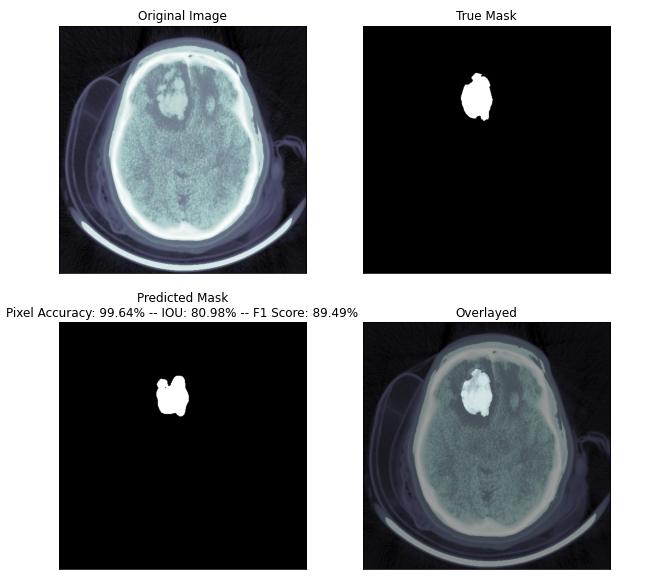 Original Image
True Mask
Predicted Mask
Pixel Accuracy: 99.64% -- IOU: 80.98% -- F1 Score: 89.49%
Overlayed